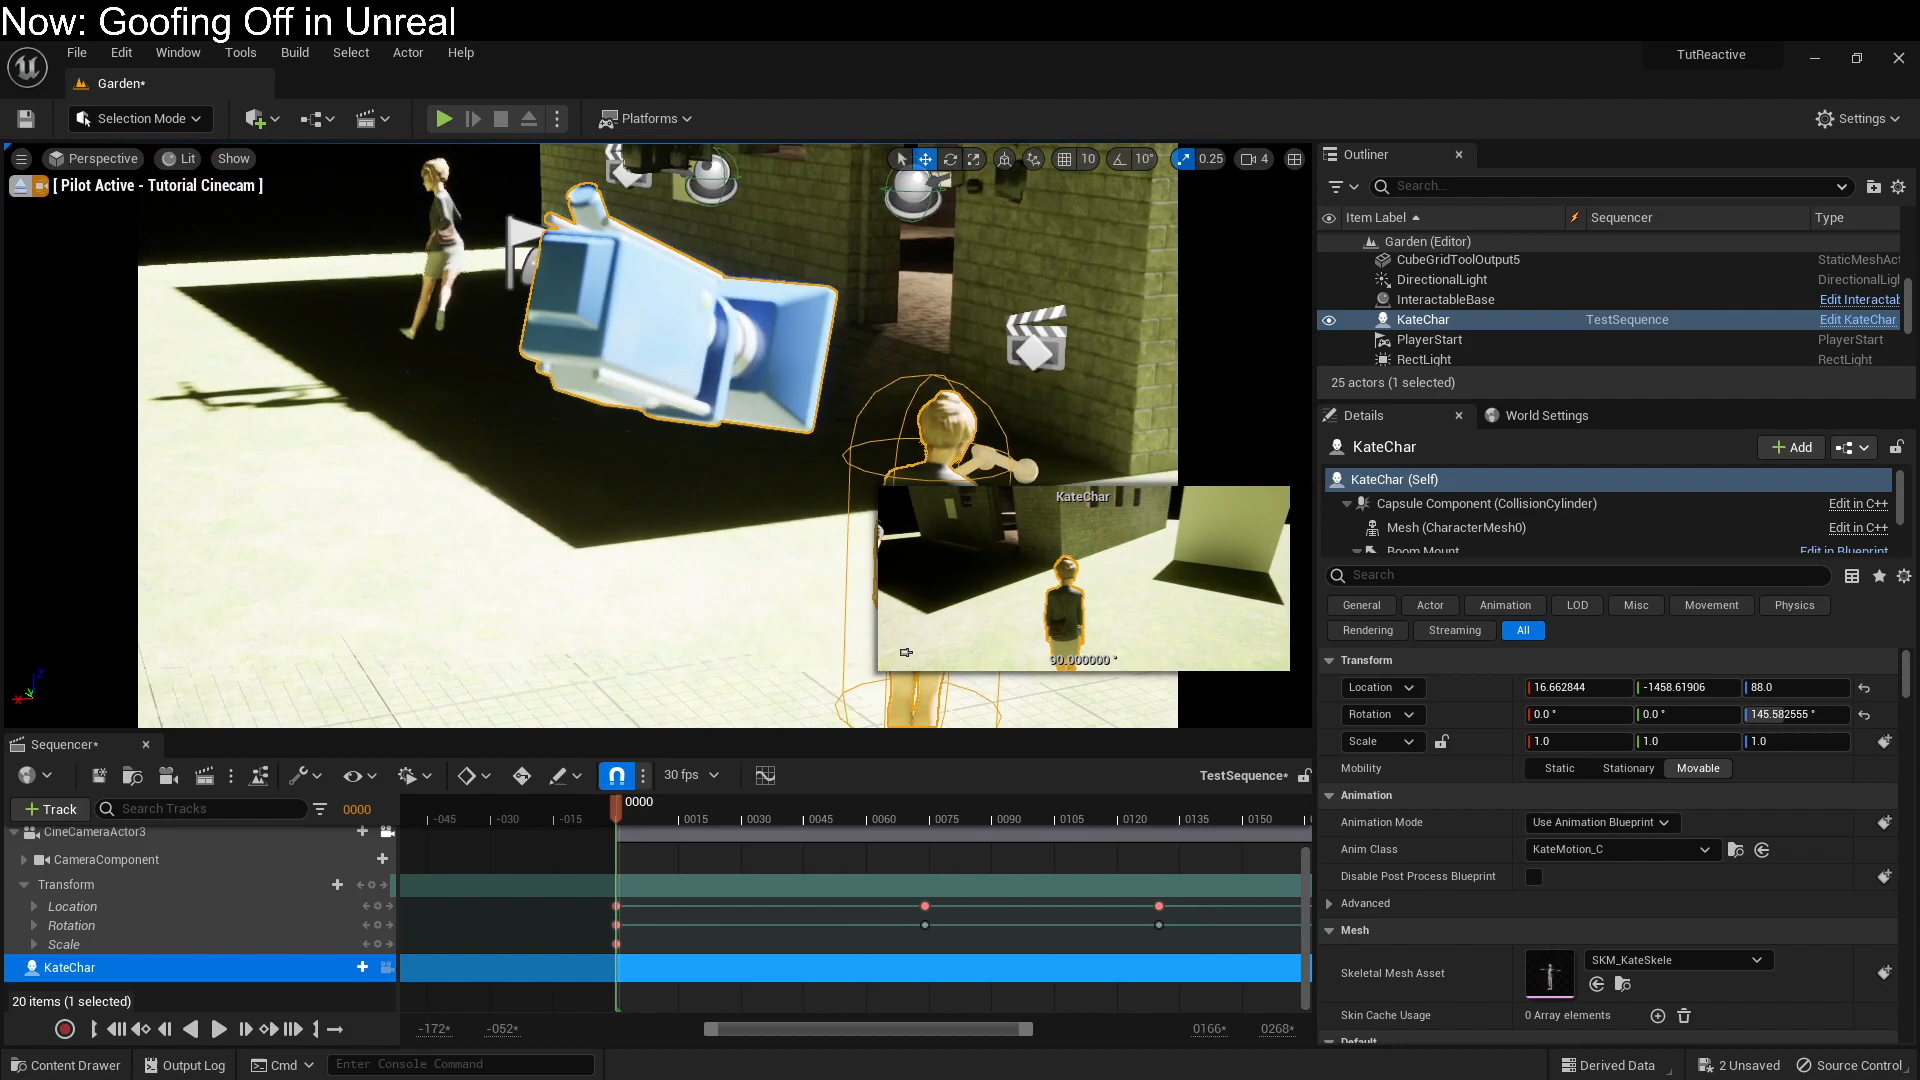 Now: Goofing Off in Unreal
File Edit Window Tools Build Select Actor Help
TutReactive
Garden*
Selection Mode
Platforms
Settings
Perspective Lit Show
10 10° 0.25 4
[ Pilot Active - Tutorial Cinecam ]
KateChar
90.000000 °
Outliner
Search...
Item Label Sequencer Type
Garden (Editor)
CubeGridToolOutput5 StaticMeshAct
DirectionalLight DirectionalLigh
InteractableBase Edit Interactab
KateChar TestSequence Edit KateChar
PlayerStart PlayerStart
RectLight RectLight
25 actors (1 selected)
Details World Settings
KateChar Add
KateChar (Self)
Capsule Component (CollisionCylinder) Edit in C++
Mesh (CharacterMesh0) Edit in C++
Boom Mount Edit in Blueprint
Search
General Actor Animation LOD Misc Movement Physics
Rendering Streaming All
Transform
Location 16.662844 -1458.61906 88.0
Rotation 0.0 ° 0.0 ° 145.582555 °
Scale 1.0 1.0 1.0
Mobility Static Stationary Movable
Animation
Animation Mode Use Animation Blueprint
Anim Class KateMotion_C
Disable Post Process Blueprint
Advanced
Mesh
Skeletal Mesh Asset SKM_KateSkele
Skin Cache Usage 0 Array elements
Default
Sequencer*
30 fps TestSequence*
Track Search Tracks 0000
0000
-045 -030 -015 0015 0030 0045 0060 0075 0090 0105 0120 0135 0150
CineCameraActor3
CameraComponent
Transform
Location
Rotation
Scale
KateChar
20 items (1 selected)
-172* -052* 0166* 0268*
Content Drawer Output Log Cmd Enter Console Command Derived Data 2 Unsaved Source Control